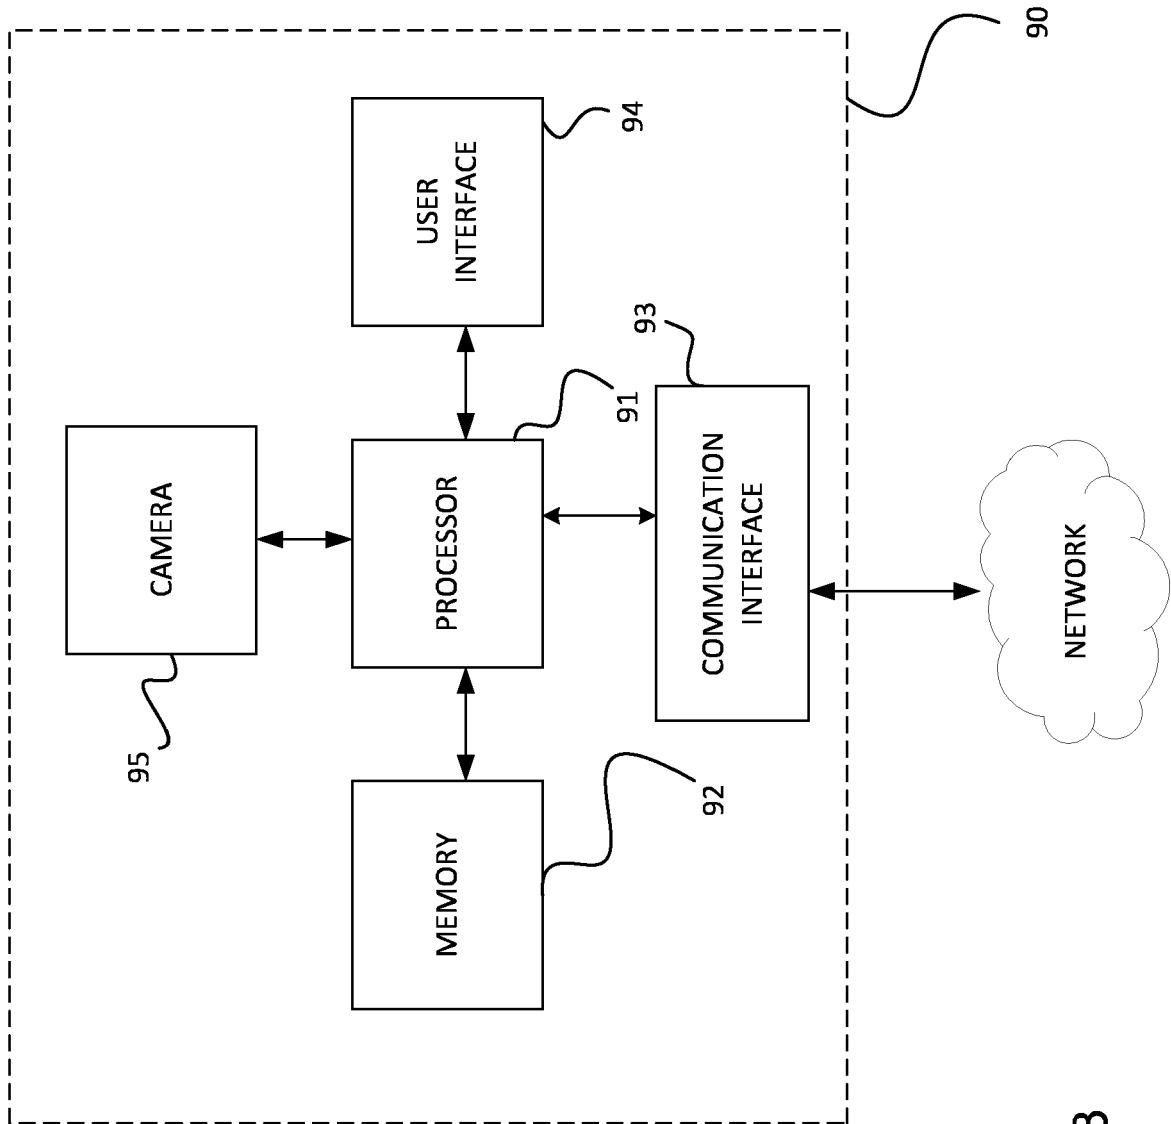 95
CAMERA
MEMORY
PROCESSOR
USER
INTERFACE
91
94
93
92
COMMUNICATION
INTERFACE
90
NETWORK